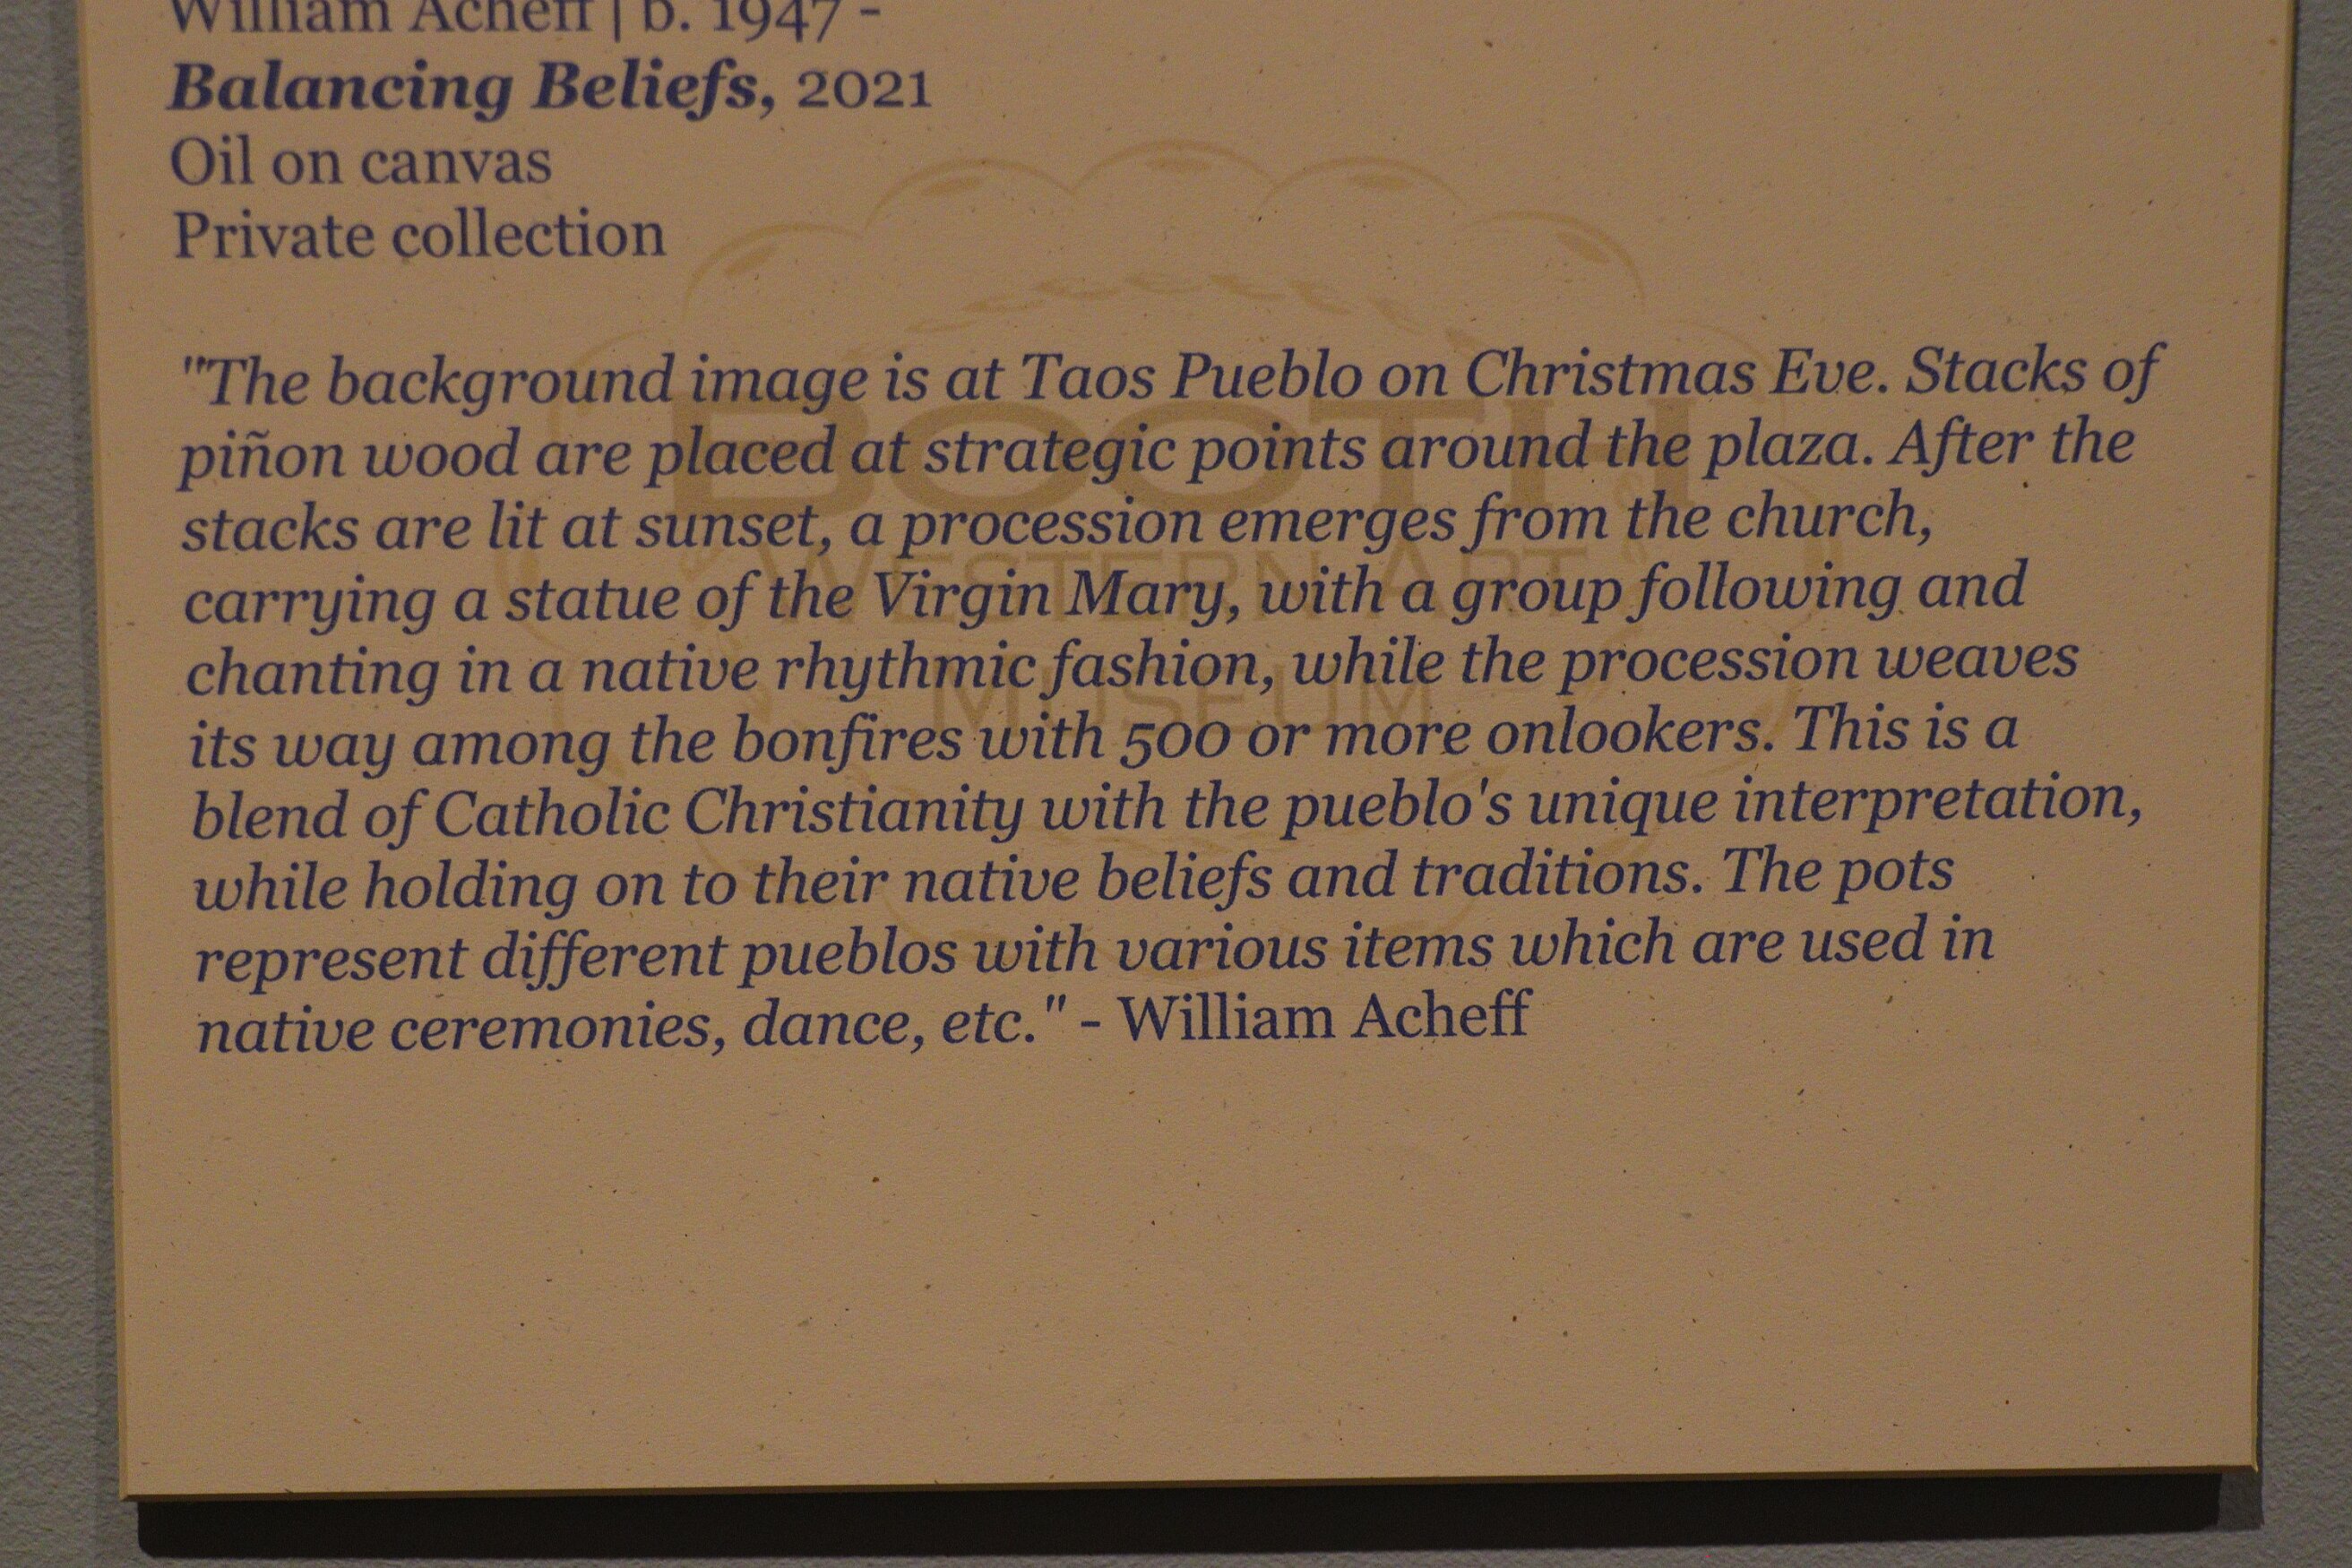 William Acheff | b. 1947 -
Balancing Beliefs, 2021
Oil on canvas
Private collection
"The background image is at Taos Pueblo on Christmas Eve. Stacks of
piñon wood are placed at strategic points around the plaza. After the
stacks are lit at sunset, a procession emerges from the church,
carrying a statue of the Virgin Mary, with a group following and
chanting in a native rhythmic fashion, while the procession weaves
its way among the bonfires with 500 or more onlookers. This is a
blend of Catholic Christianity with the pueblo's unique interpretation,
while holding on to their native beliefs and traditions. The pots
represent different pueblos with various items which are used in
native ceremonies, dance, etc." - William Acheff
BOOTH
WESTERN ART
MUSEUM